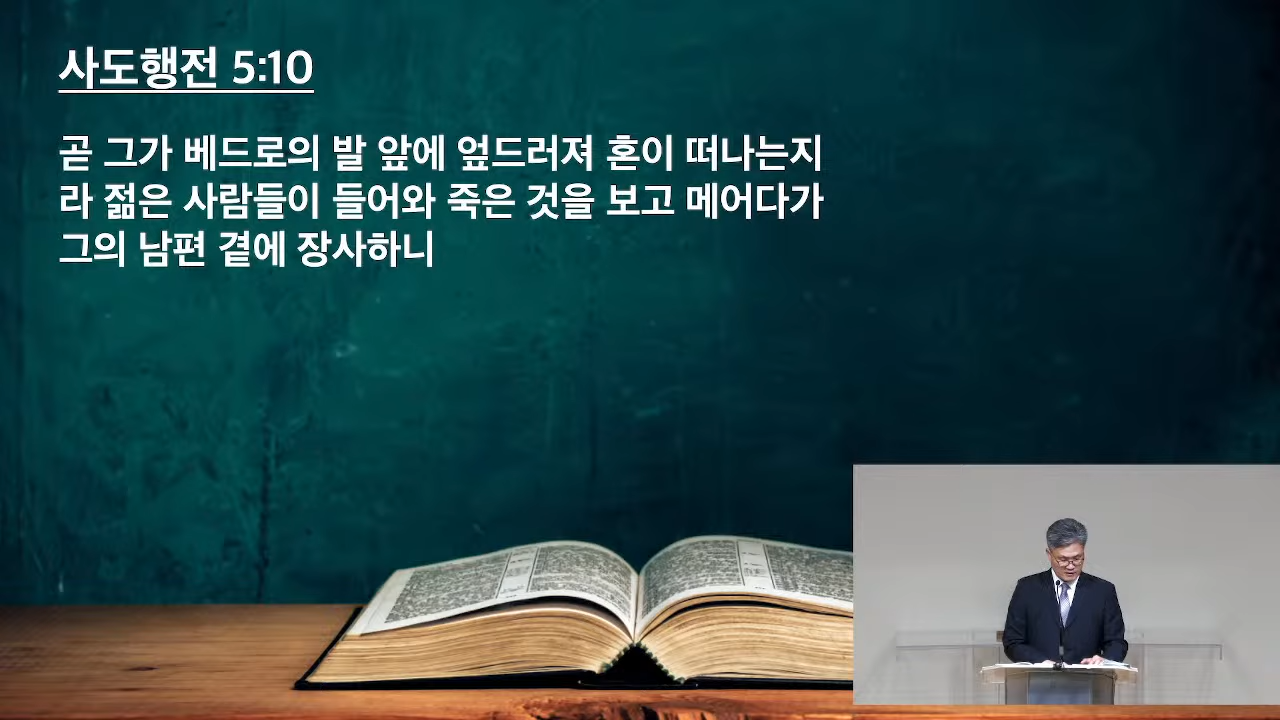 사도행전 5:10
곧 그가 베드로의 발 앞에 엎드러져 혼이 떠나는지
라 젊은 사람들이 들어와 죽은 것을 보고 메어다가
그의 남편 곁에 장사하니